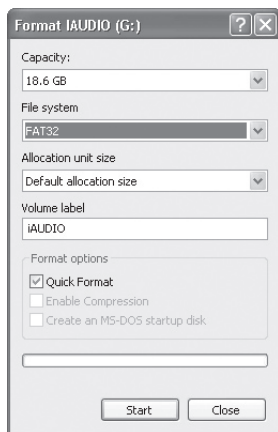 Format IAUDIO (G:)
Capacity:
18.6 GB
File system
FAT32
Allocation unit size
Default allocation size
Volume label
iAUDIO
Format options
Quick Format
Enable Compression
Create an MS-DOS startup disk
Start Close